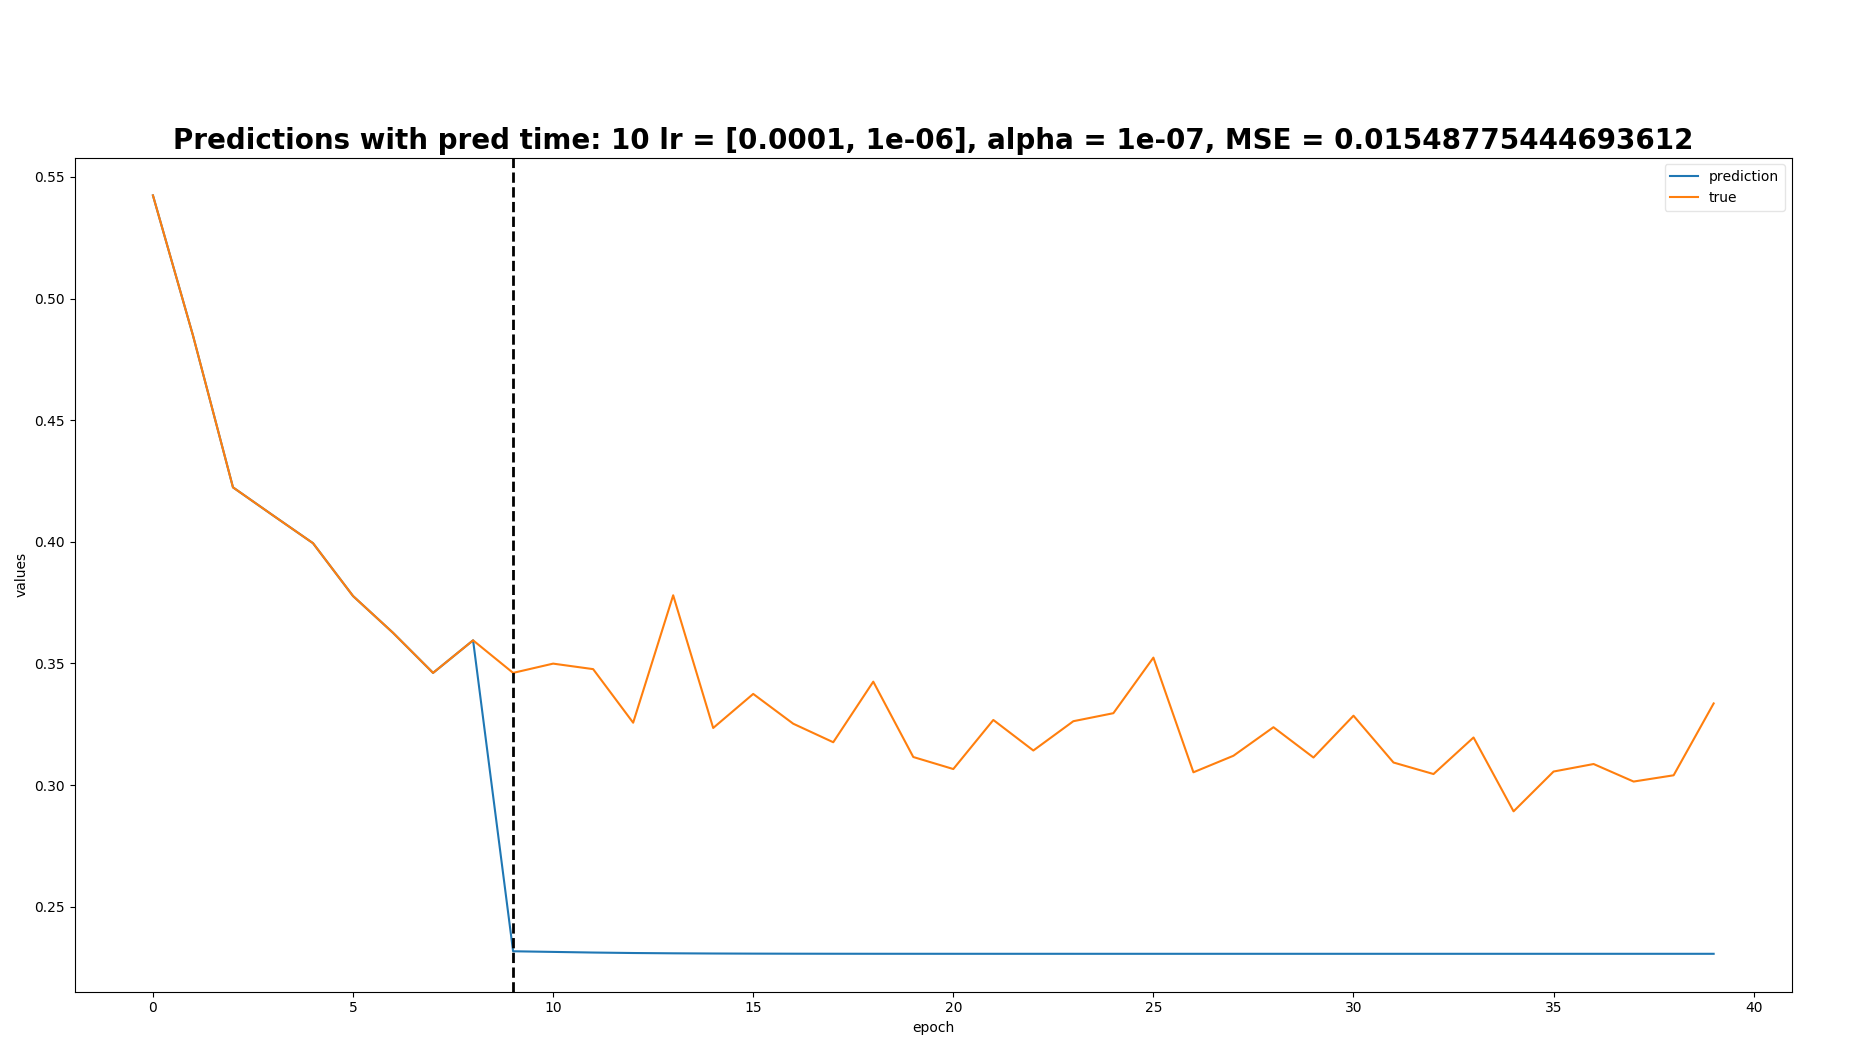 Predictions with pred time: 10 lr = [0.0001, 1e-06], alpha = 1e-07, MSE = 0.01548775444693612
prediction
true
0.55
0.50
0.45
0.40
0.35
0.30
0.25
values
0 5 10 15 20 25 30 35 40
epoch